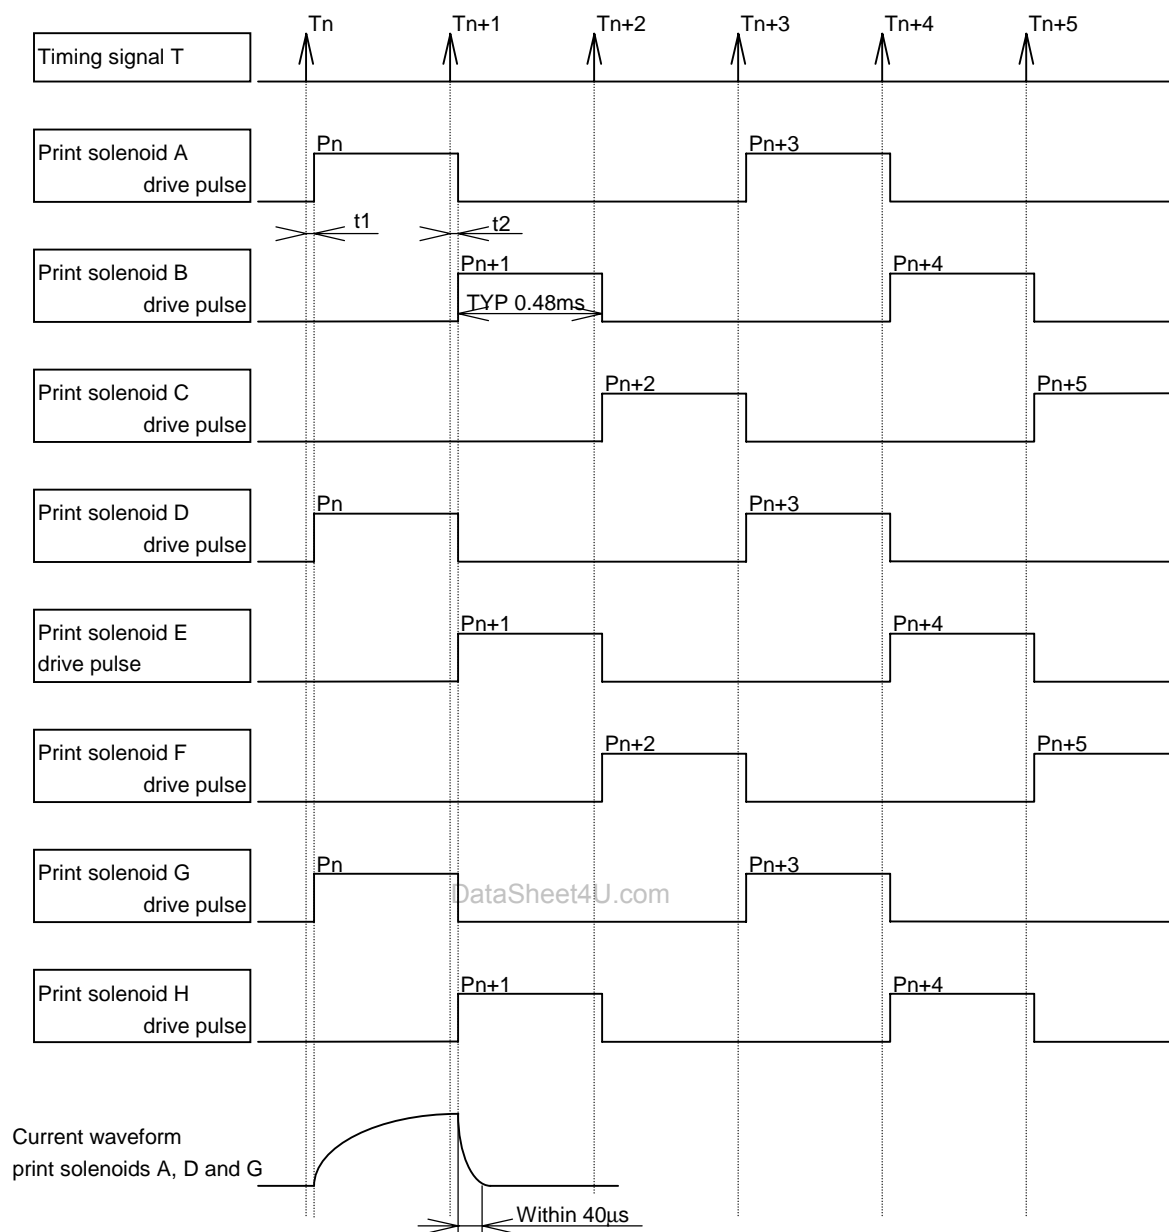 Tn Tn+1 Tn+2 Tn+3 Tn+4 Tn+5
Timing signal T
Print solenoid A
drive pulse
Pn Pn+3
t1 t2
Print solenoid B
drive pulse
Pn+1 Pn+4
TYP 0.48ms
Print solenoid C
drive pulse
Pn+2 Pn+5
Print solenoid D
drive pulse
Pn Pn+3
Print solenoid E
drive pulse
Pn+1 Pn+4
Print solenoid F
drive pulse
Pn+2 Pn+5
Print solenoid G
drive pulse
Pn Pn+3
DataSheet4U.com
Print solenoid H
drive pulse
Pn+1 Pn+4
Current waveform
print solenoids A, D and G
Within 40μs